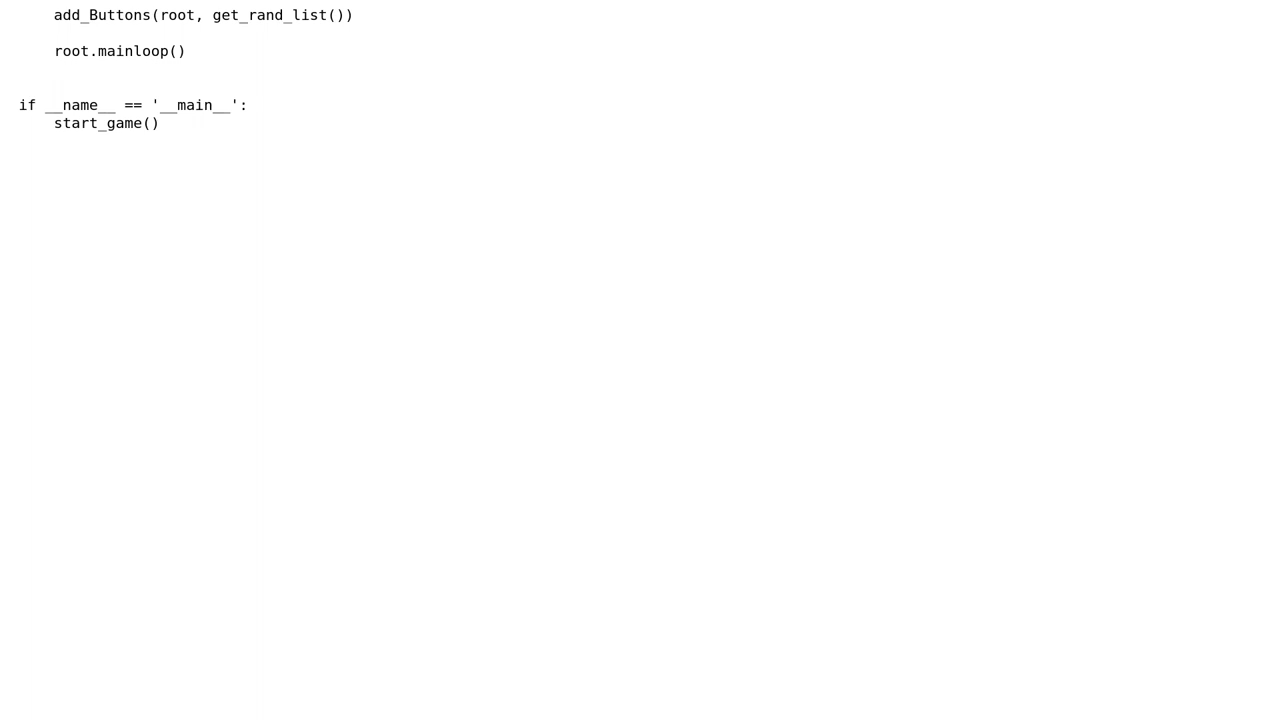 add_Buttons(root, get_rand_list())

    root.mainloop()


if __name__ == '__main__':
    start_game()